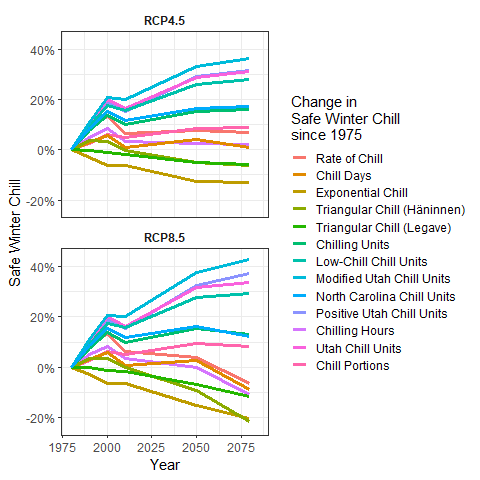 RCP4.5
40%
20%
0%
-20%
RCP8.5
40%
20%
0%
-20%
1975
2000
2025
2050
2075
Year
Safe Winter Chill
Change in
Safe Winter Chill
since 1975
Rate of Chill
Chill Days
Exponential Chill
Triangular Chill (Häninnen)
Triangular Chill (Legave)
Chilling Units
Low-Chill Chill Units
Modified Utah Chill Units
North Carolina Chill Units
Positive Utah Chill Units
Chilling Hours
Utah Chill Units
Chill Portions